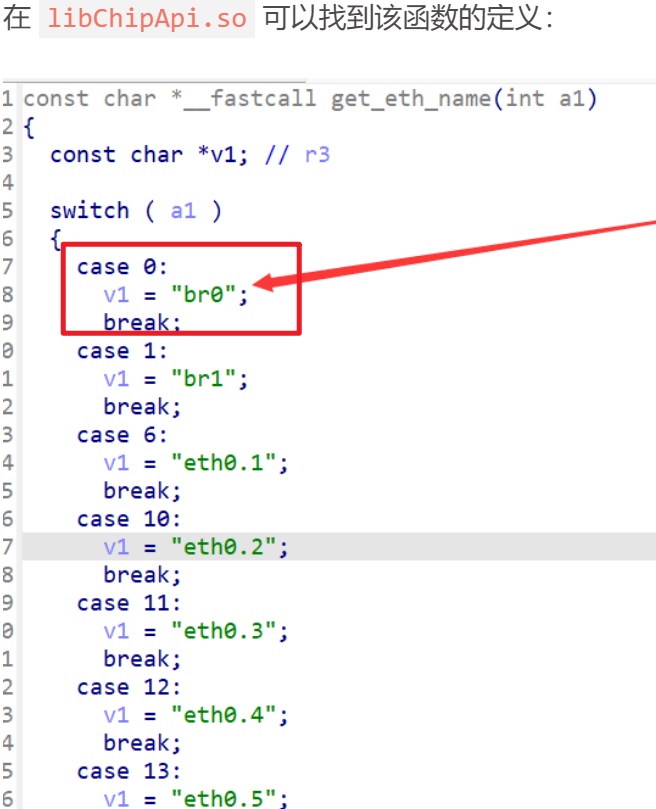 在 libChipApi.so 可以找到该函数的定义：
1 const char *__fastcall get_eth_name(int a1)
2 {
3   const char *v1; // r3
4
5   switch ( a1 )
6   {
7     case 0:
8       v1 = "br0";
9       break;
0     case 1:
1       v1 = "br1";
2       break;
3     case 6:
4       v1 = "eth0.1";
5       break;
6     case 10:
7       v1 = "eth0.2";
8       break;
9     case 11:
0       v1 = "eth0.3";
1       break;
2     case 12:
3       v1 = "eth0.4";
4       break;
5     case 13:
6       v1 = "eth0.5";